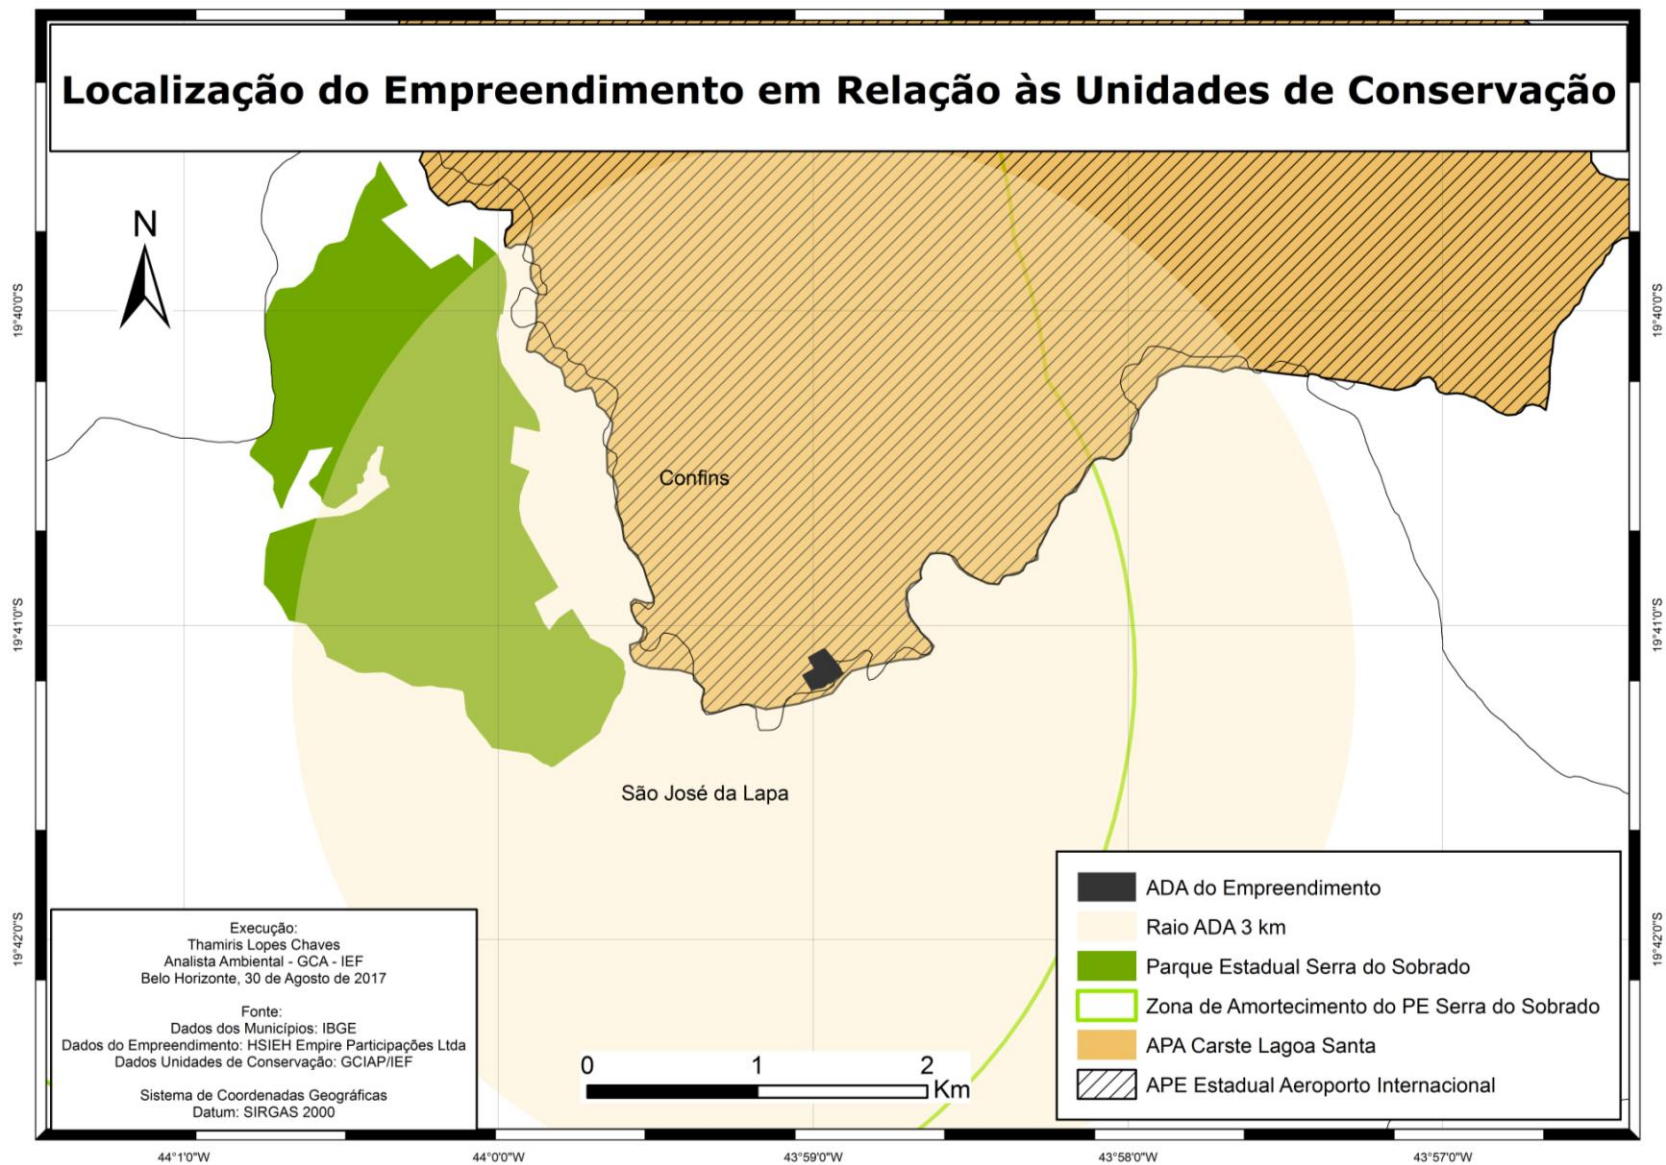 Localização do Empreendimento em Relação às Unidades de Conservação
N
19°40'0"S
19°40'0"S
Confins
19°41'0"S
19°41'0"S
São José da Lapa
19°42'0"S
19°42'0"S
ADA do Empreendimento
Raio ADA 3 km
Parque Estadual Serra do Sobrado
Zona de Amortecimento do PE Serra do Sobrado
APA Carste Lagoa Santa
APE Estadual Aeroporto Internacional
Execução:
Thamiris Lopes Chaves
Analista Ambiental - GCA - IEF
Belo Horizonte, 30 de Agosto de 2017
Fonte:
Dados dos Municípios: IBGE
Dados do Empreendimento: HSIEH Empire Participações Ltda
Dados Unidades de Conservação: GCIAP/IEF
Sistema de Coordenadas Geográficas
Datum: SIRGAS 2000
0 1 2
Km
44°1'0"W 44°0'0"W 43°59'0"W 43°58'0"W 43°57'0"W